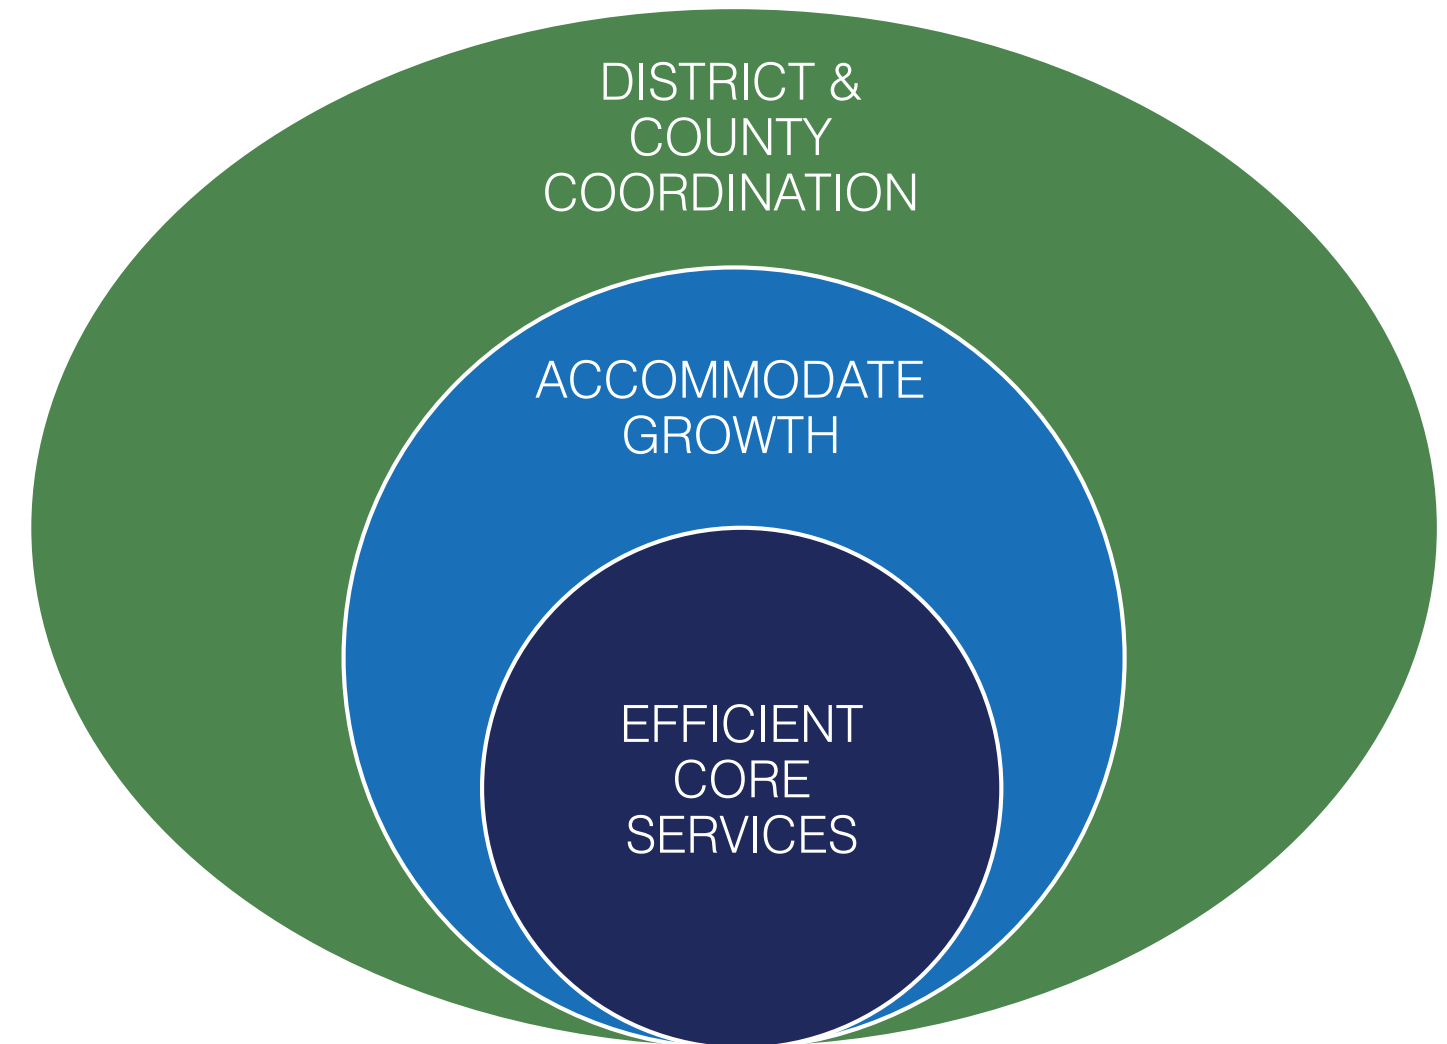 DISTRICT &
COUNTY
COORDINATION
ACCOMMODATE
GROWTH
EFFICIENT
CORE
SERVICES